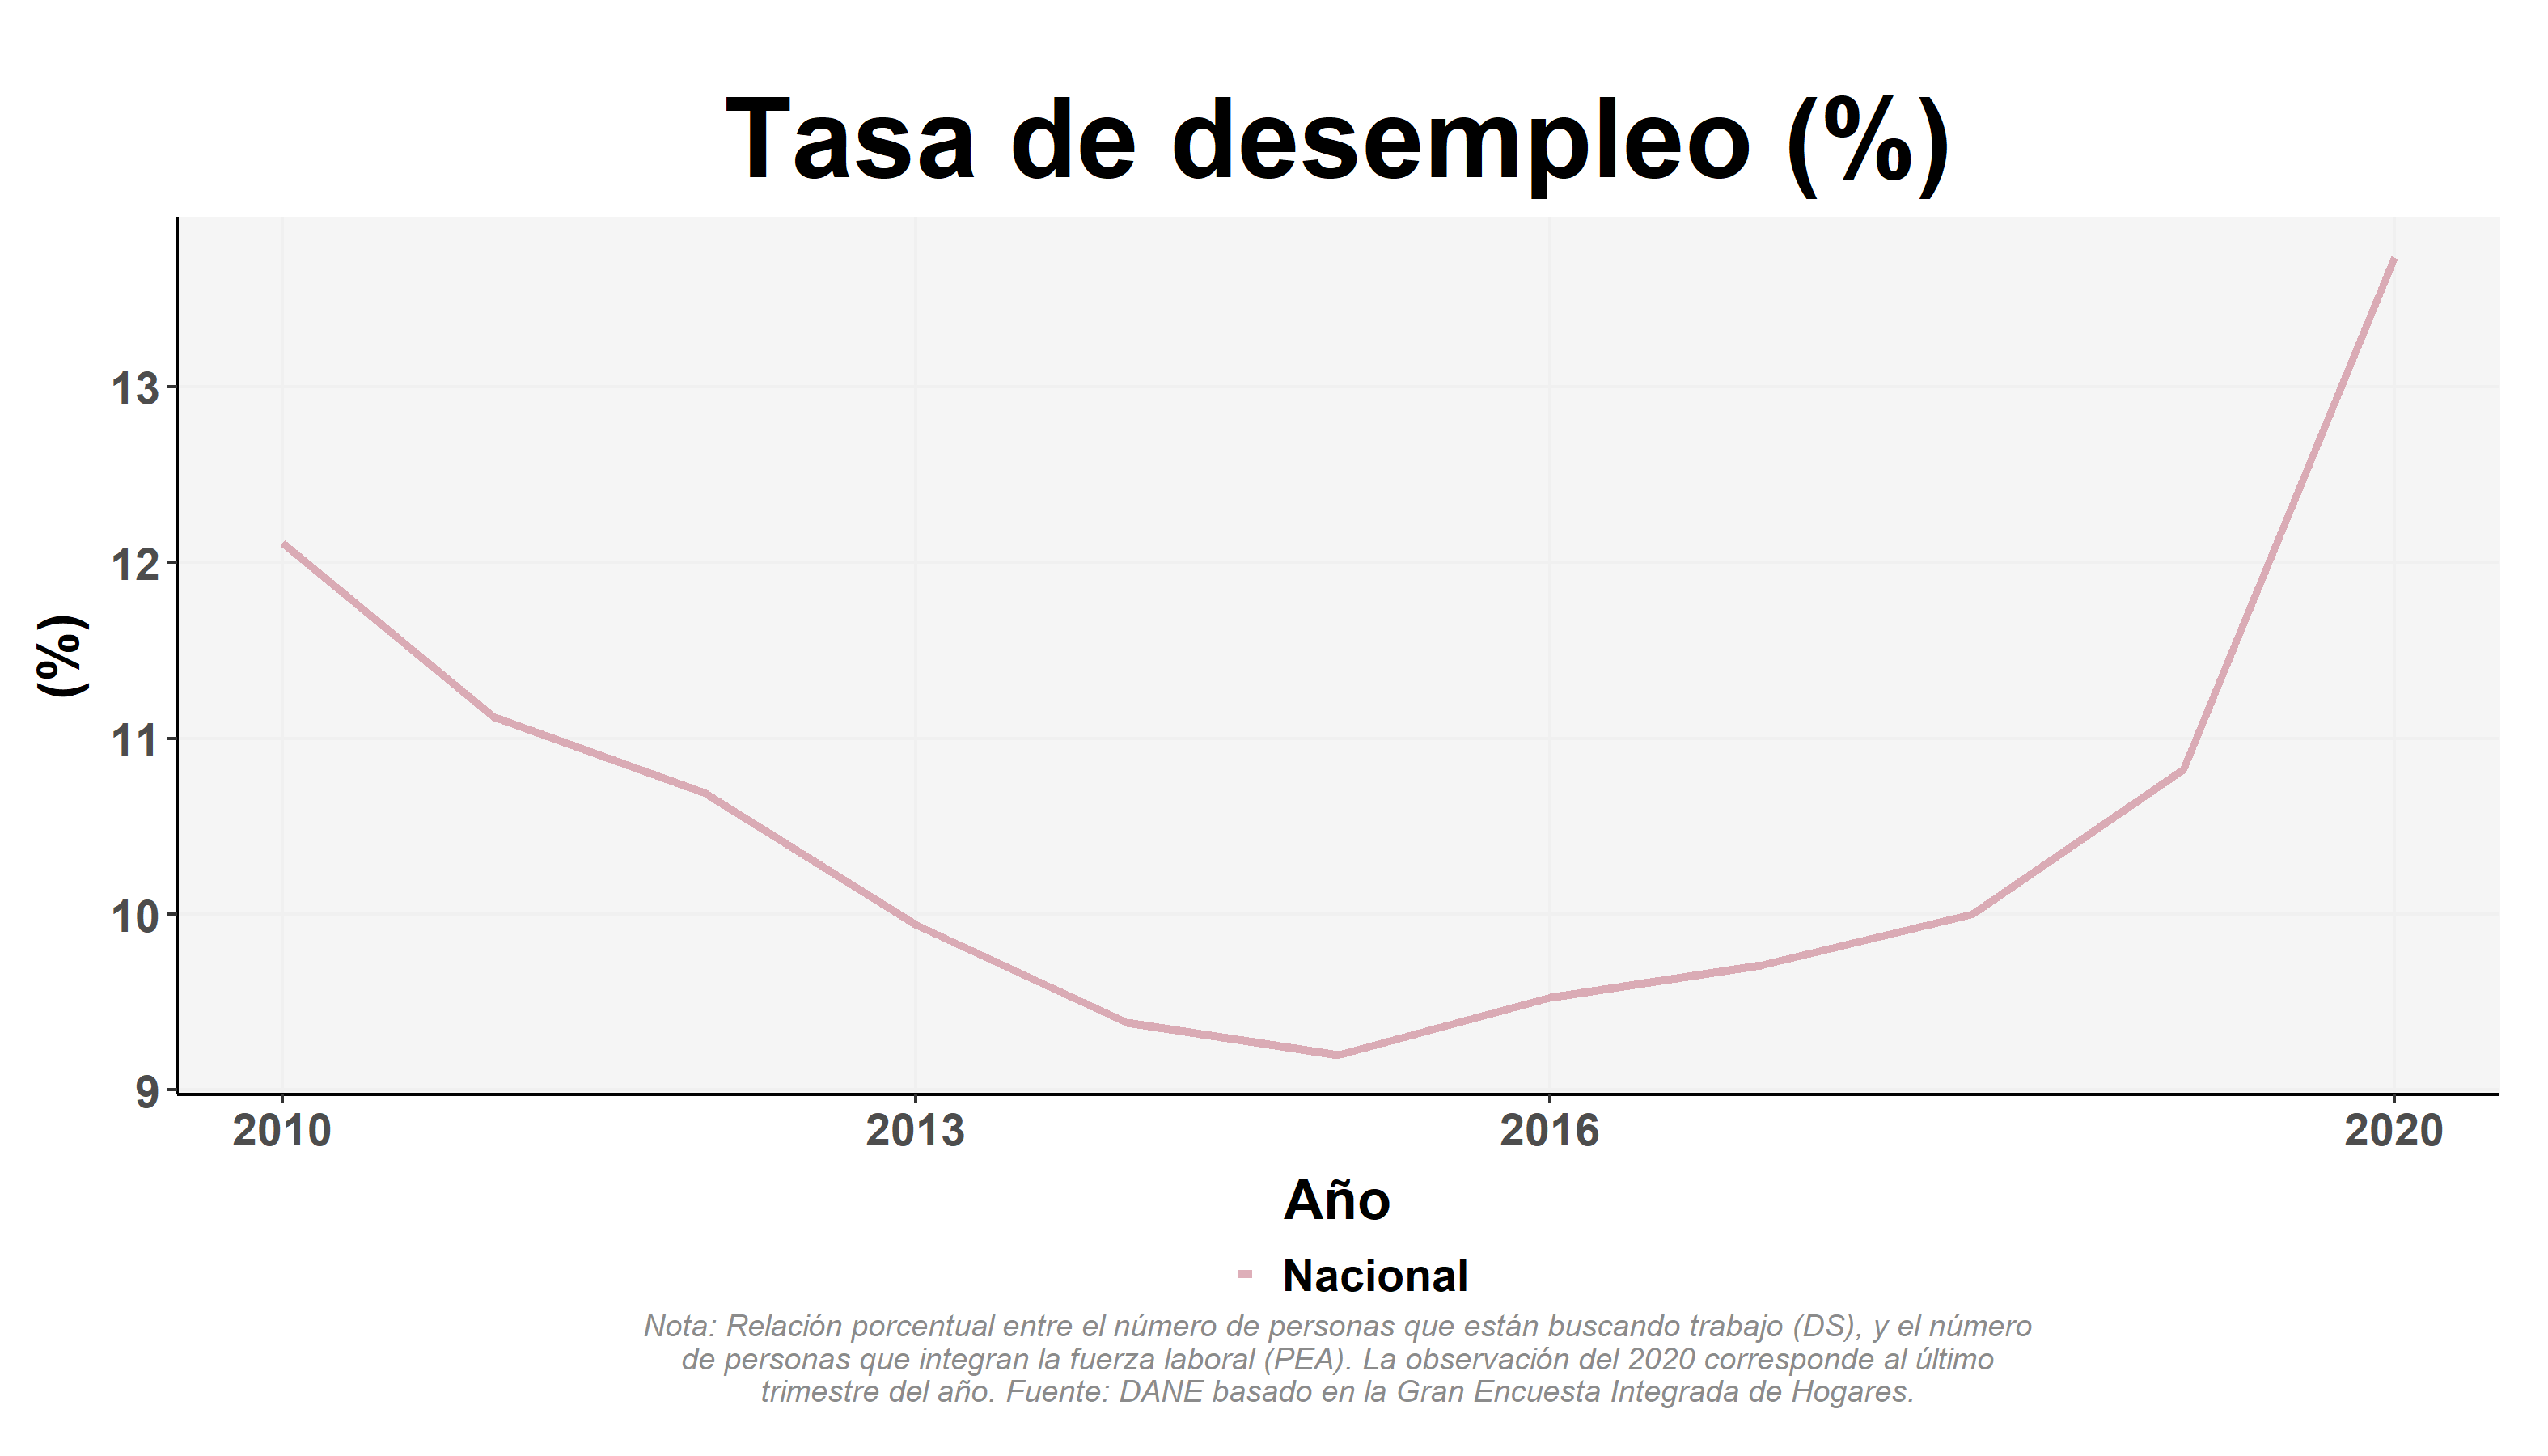 Tasa de desempleo (%)
13
12
11
10
9
(%)
2010 2013 2016 2020
Año
Nacional
Nota: Relación porcentual entre el número de personas que están buscando trabajo (DS), y el número
de personas que integran la fuerza laboral (PEA). La observación del 2020 corresponde al último
trimestre del año. Fuente: DANE basado en la Gran Encuesta Integrada de Hogares.